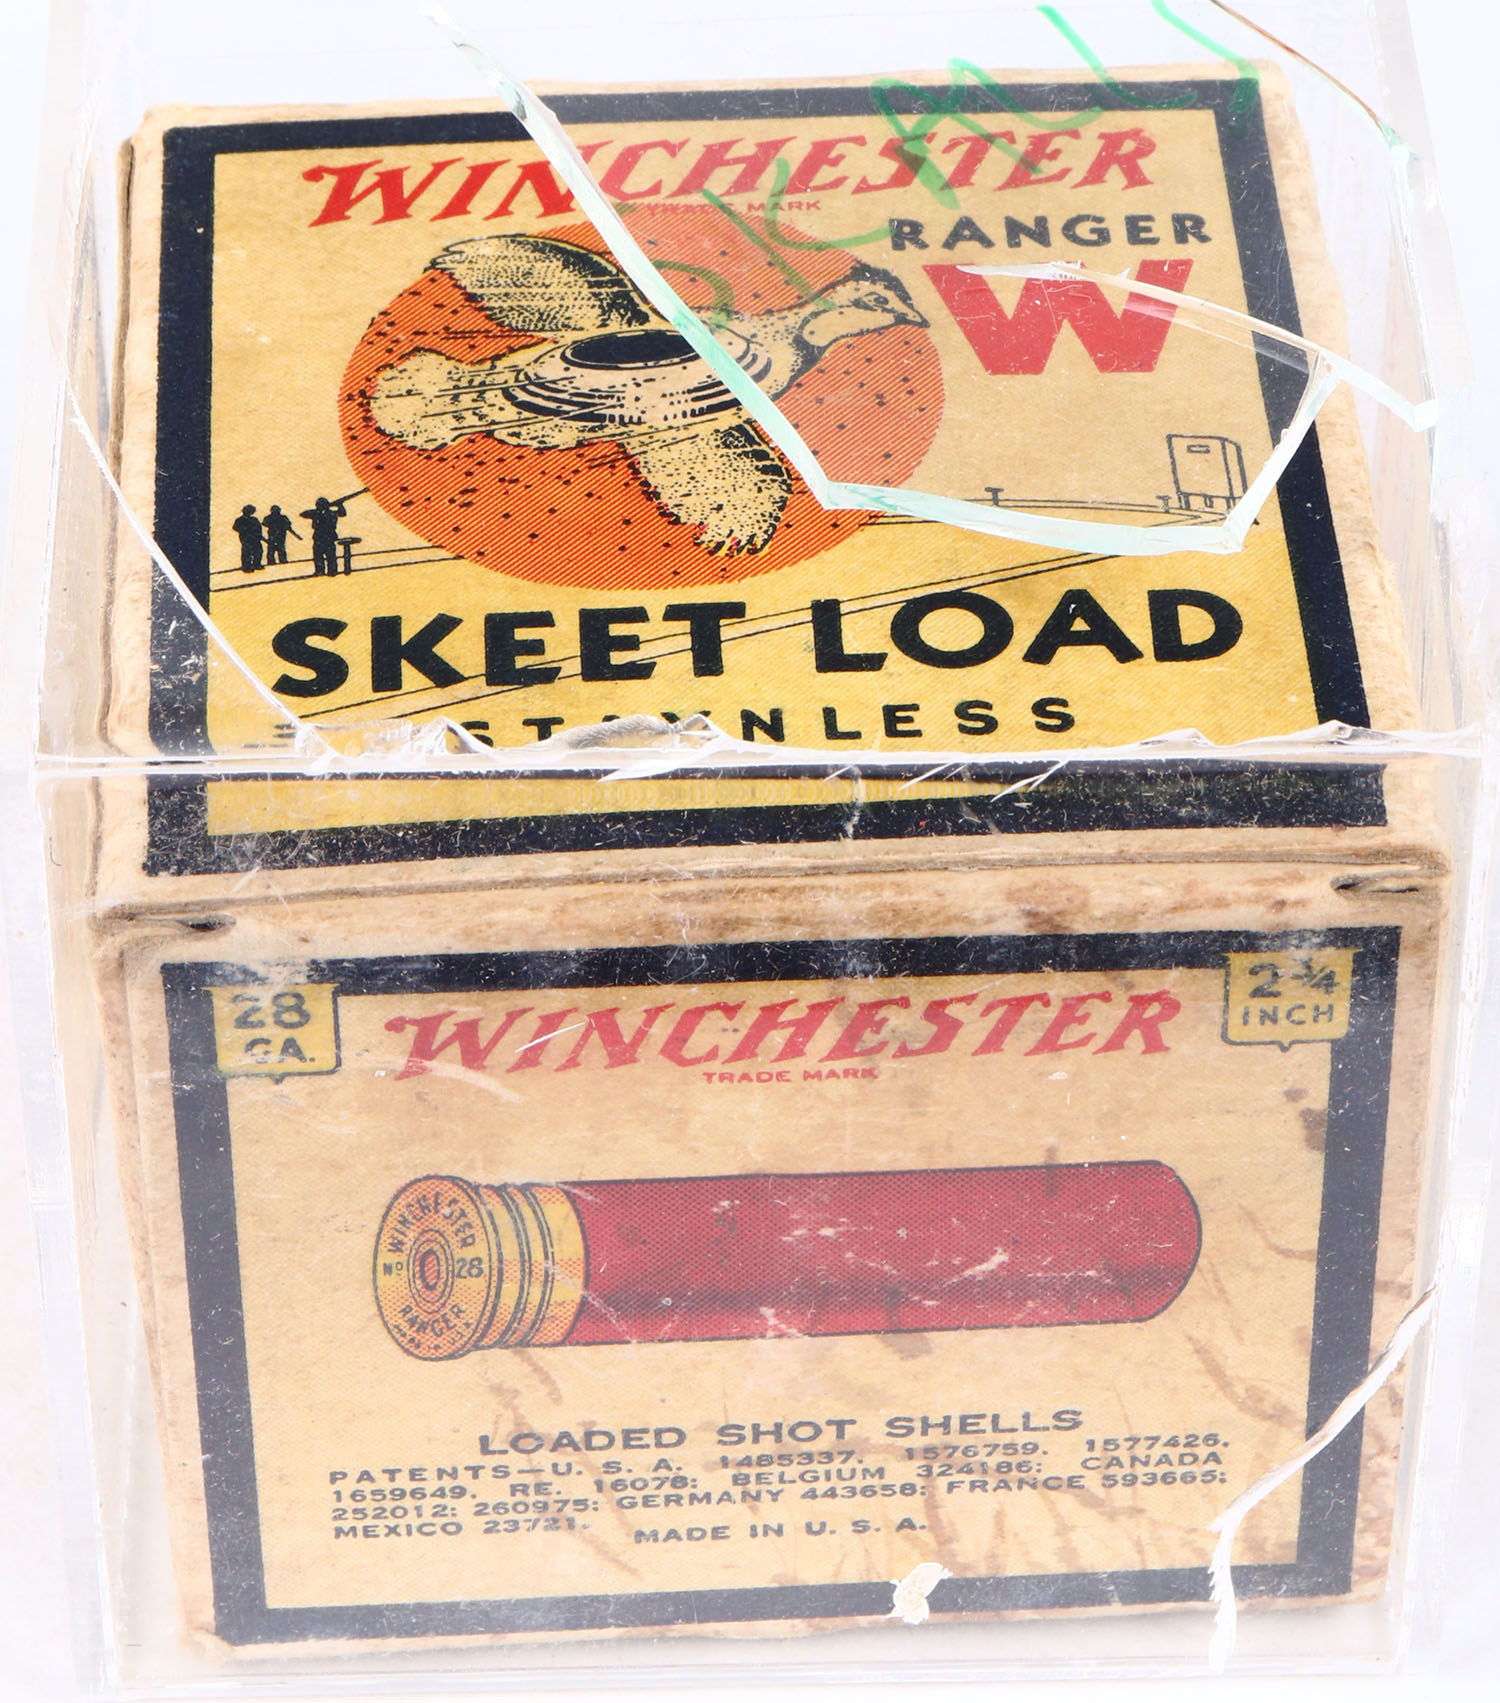 WINCHESTER
TRADE MARK
RANGER
W
SKEET LOAD
STAYNLESS
28
GA.
2 3/4
INCH
WINCHESTER
TRADE MARK
WINCHESTER
NO 28
RANGER
LOADED SHOT SHELLS
PATENTS—U. S. A. 1485337. 1576759. 1577426.
1659649. RE. 16078: BELGIUM 324186: CANADA
252012: 260975: GERMANY 443658: FRANCE 593665:
MEXICO 23721. MADE IN U. S. A.